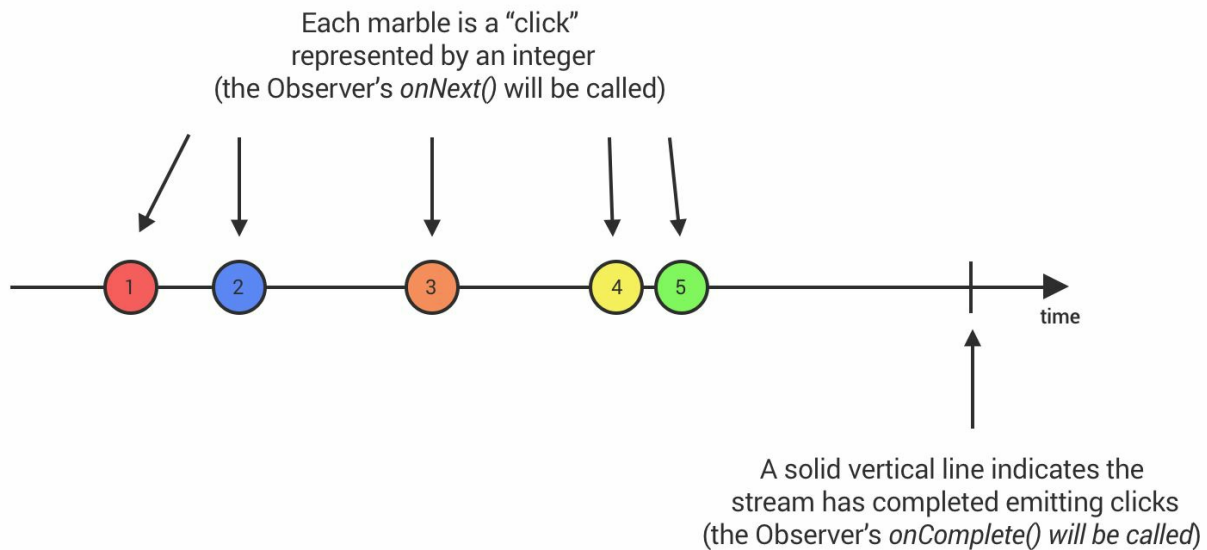 Each marble is a “click”
represented by an integer
(the Observer’s onNext() will be called)
1 2 3 4 5
time
A solid vertical line indicates the
stream has completed emitting clicks
(the Observer’s onComplete() will be called)